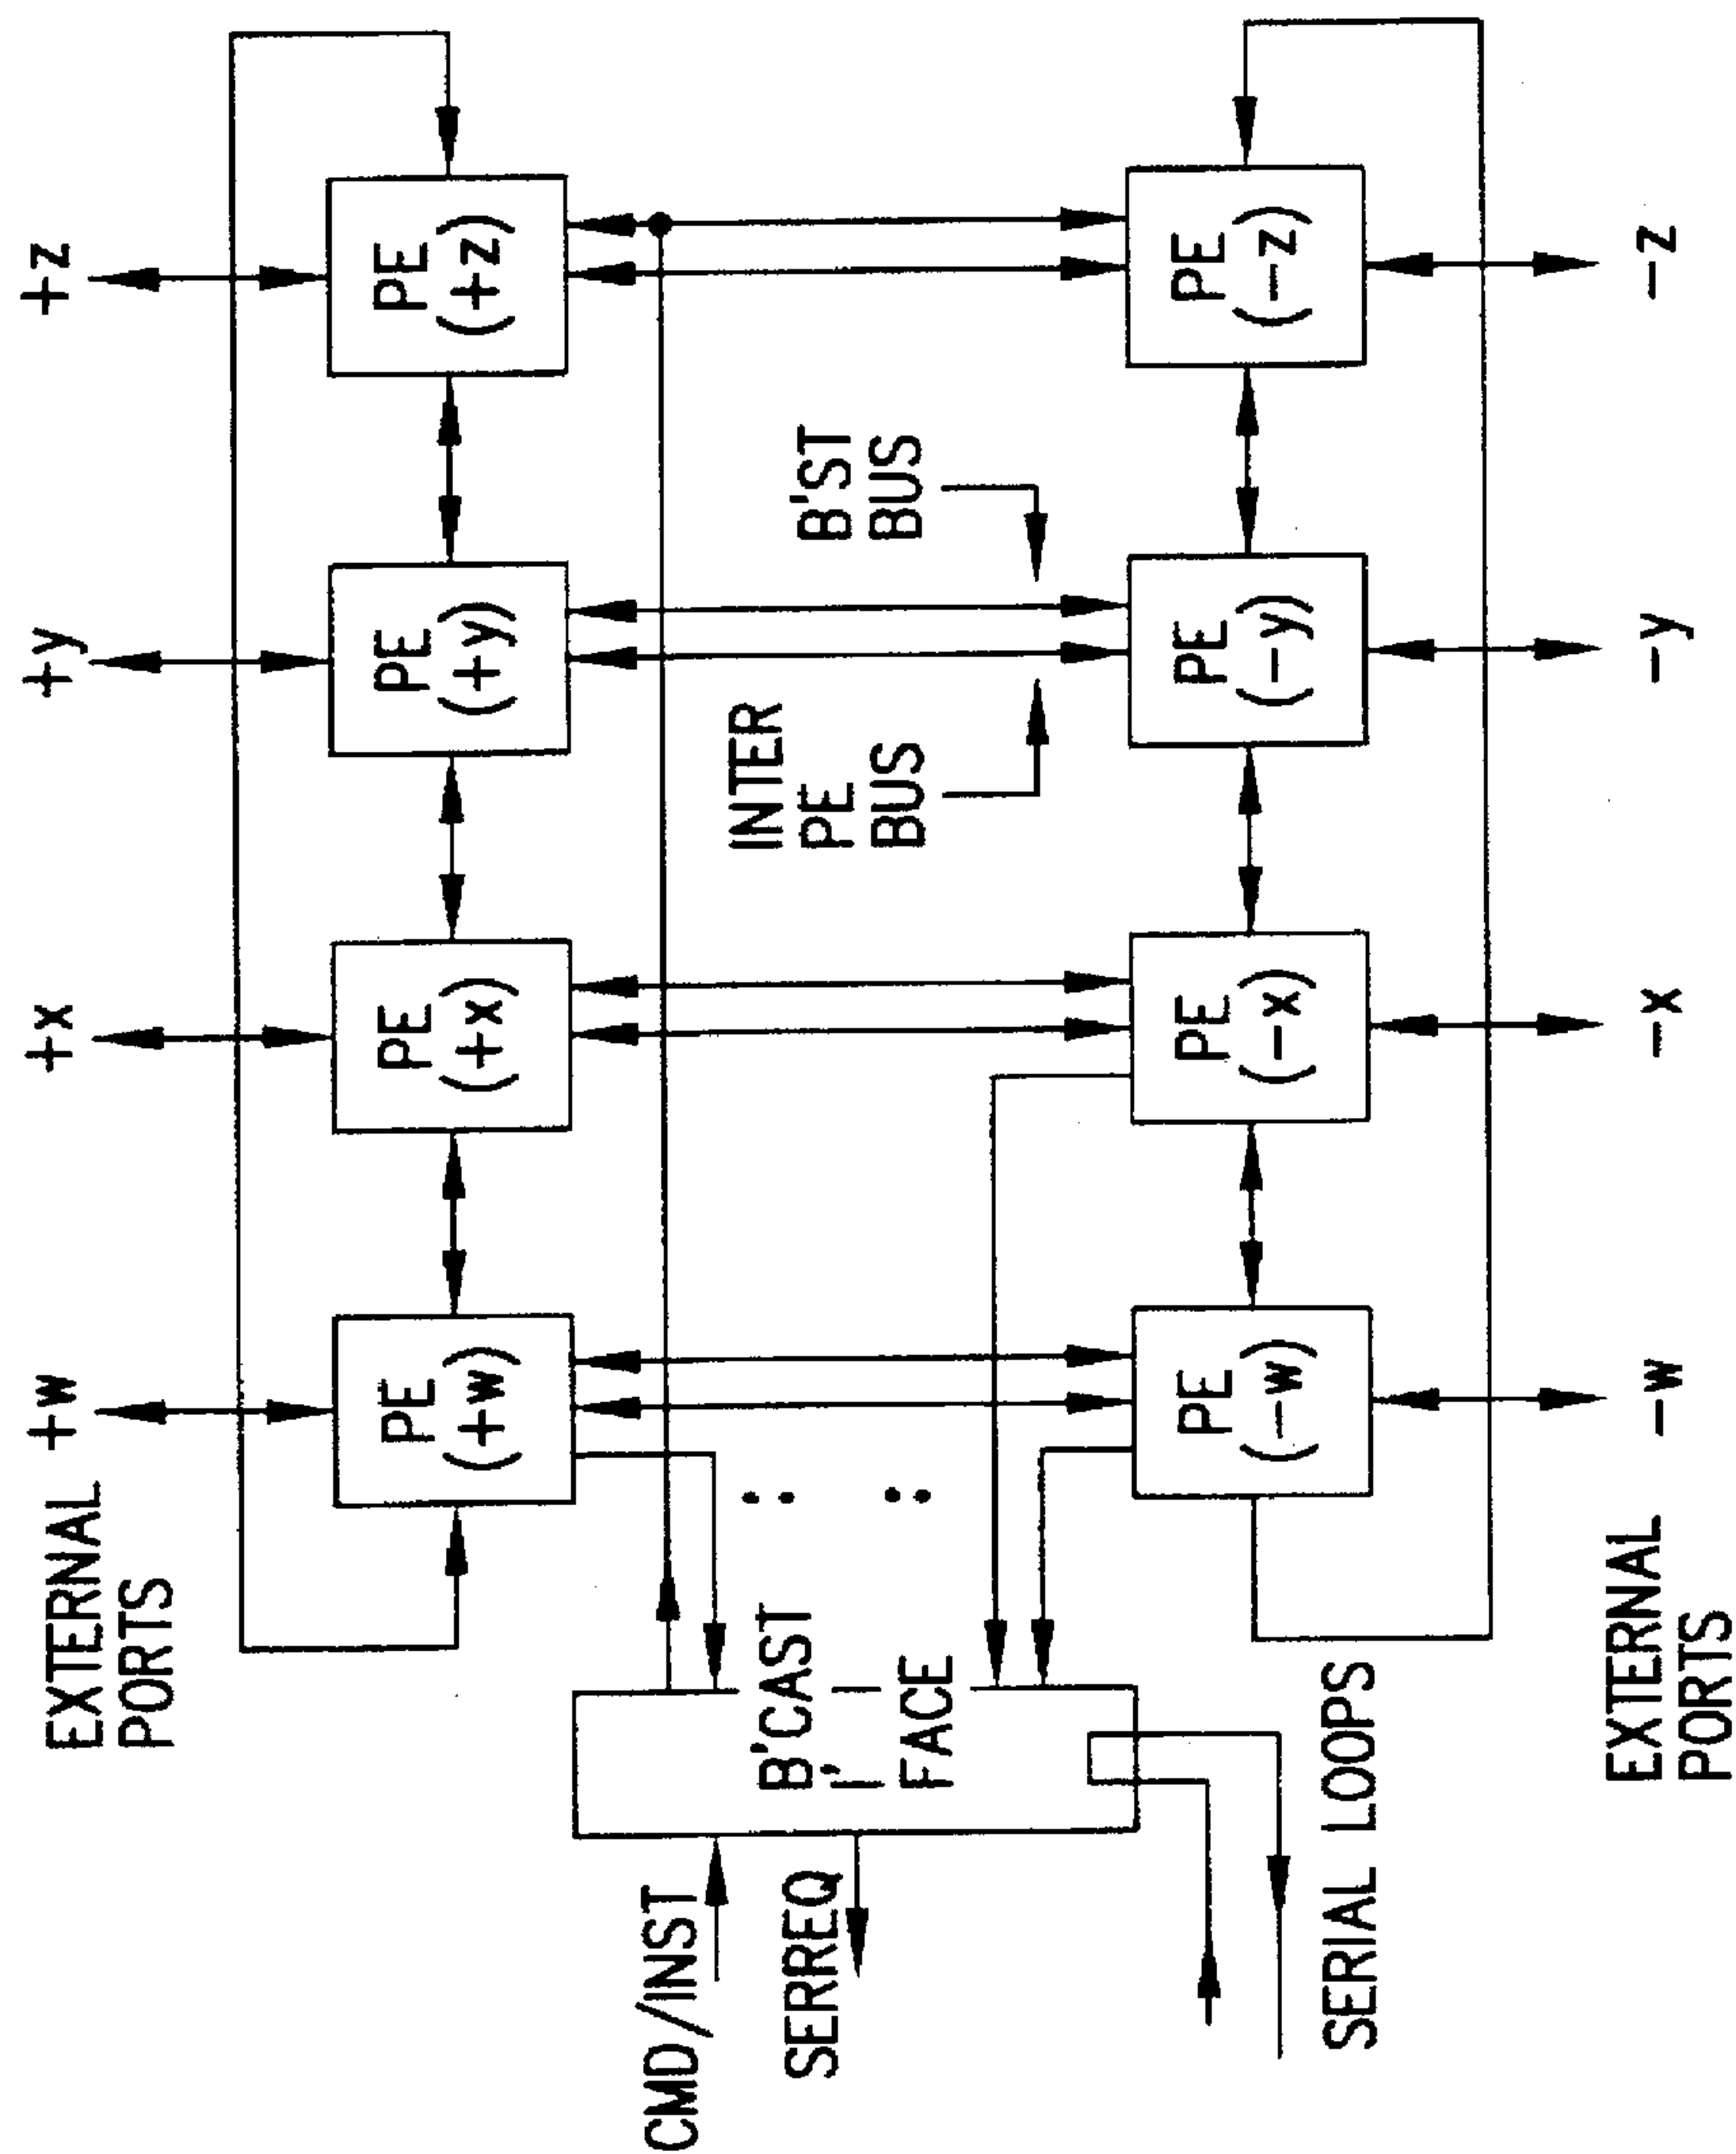 EXTERNAL
PORTS
+w
+x
+y
+z
PE
(+w)
PE
(+x)
PE
(+y)
PE
(+z)
CMD/INST
SERREQ
B'CAST
I'
FACE
INTER
PE
BUS
B'ST
BUS
PE
(-w)
PE
(-x)
PE
(-y)
PE
(-z)
SERIAL LOOPS
EXTERNAL
PORTS
-w
-x
-y
-z